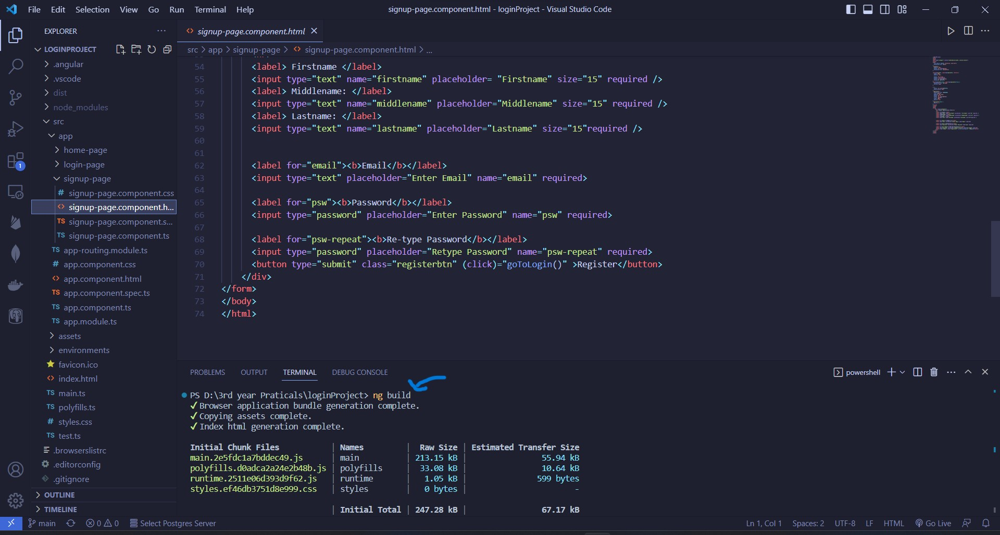 File Edit Selection View Go Run Terminal Help
signup-page.component.html - loginProject - Visual Studio Code
EXPLORER
LOGINPROJECT
.angular
.vscode
dist
node_modules
src
app
home-page
login-page
signup-page
# signup-page.component.css
<> signup-page.component.h...
TS signup-page.component.s...
TS signup-page.component.ts
TS app-routing.module.ts
# app.component.css
<> app.component.html
TS app.component.spec.ts
TS app.component.ts
TS app.module.ts
assets
environments
favicon.ico
<> index.html
TS main.ts
TS polyfills.ts
# styles.css
TS test.ts
.browserslistrc
.editorconfig
.gitignore
OUTLINE
TIMELINE
1
<> signup-page.component.html
src > app > signup-page > <> signup-page.component.html > ...
54 <label> Firstname </label>
55 <input type="text" name="firstname" placeholder= "Firstname" size="15" required />
56 <label> Middlename: </label>
57 <input type="text" name="middlename" placeholder="Middlename" size="15" required />
58 <label> Lastname: </label>
59 <input type="text" name="lastname" placeholder="Lastname" size="15"required />
60
61
62 <label for="email"><b>Email</b></label>
63 <input type="text" placeholder="Enter Email" name="email" required>
64
65 <label for="psw"><b>Password</b></label>
66 <input type="password" placeholder="Enter Password" name="psw" required>
67
68 <label for="psw-repeat"><b>Re-type Password</b></label>
69 <input type="password" placeholder="Retype Password" name="psw-repeat" required>
70 <button type="submit" class="registerbtn" (click)="goToLogin()" >Register</button>
71 </div>
72 </form>
73 </body>
74 </html>
PROBLEMS OUTPUT TERMINAL DEBUG CONSOLE
powershell
PS D:\3rd year Praticals\loginProject> ng build
✓ Browser application bundle generation complete.
✓ Copying assets complete.
✓ Index html generation complete.
Initial Chunk Files | Names | Raw Size | Estimated Transfer Size
main.2e5fdc1a7bddec49.js | main | 213.15 kB | 55.94 kB
polyfills.d0adca2a24e2b48b.js | polyfills | 33.08 kB | 10.64 kB
runtime.2511e06d393d9f62.js | runtime | 1.05 kB | 599 bytes
styles.ef46db3751d8e999.css | styles | 0 bytes | -
| Initial Total | 247.28 kB | 67.17 kB
main 0 0 Select Postgres Server
Ln 1, Col 1 Spaces: 2 UTF-8 LF HTML Go Live